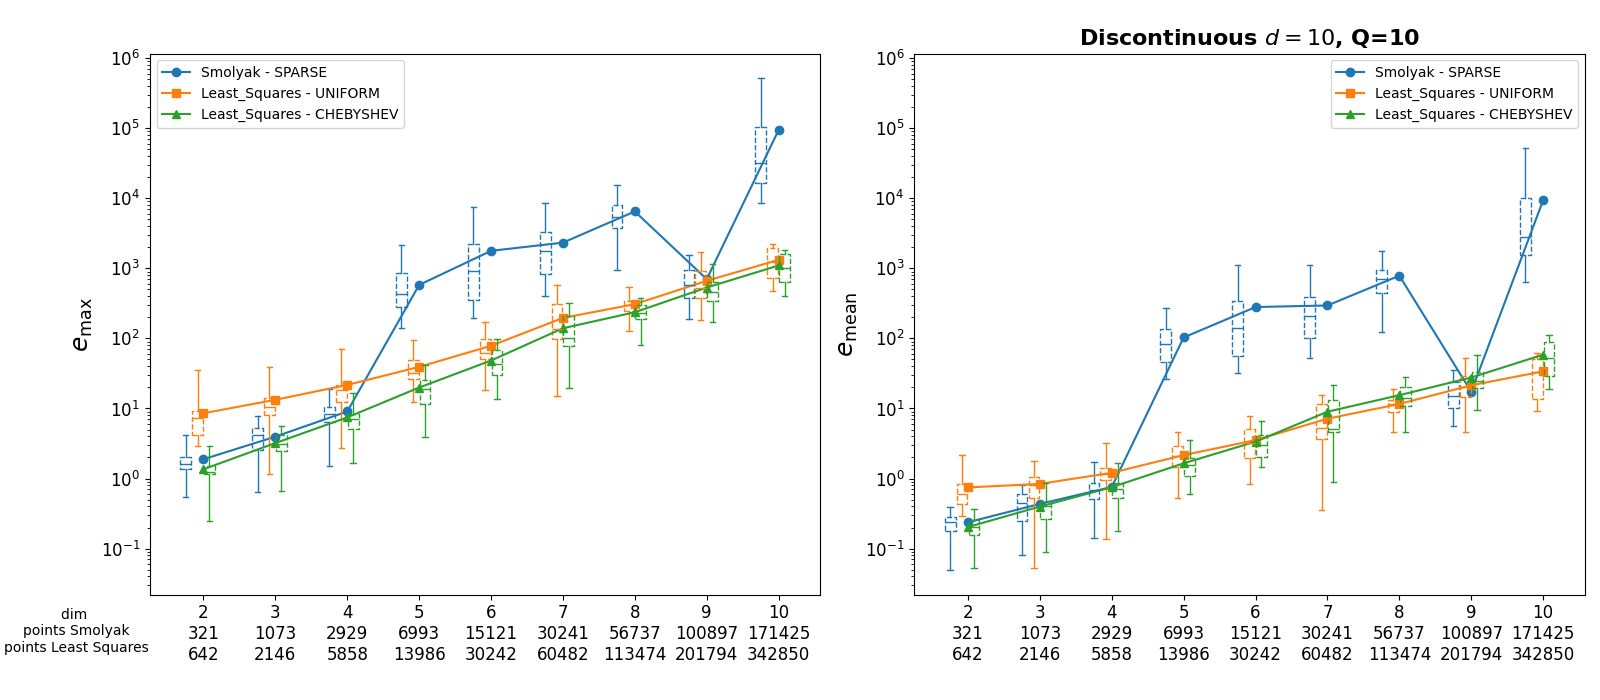 Discontinuous d = 10, Q=10
10^6
10^5
10^4
10^3
10^2
10^1
10^0
10^-1
e_max
Smolyak - SPARSE
Least_Squares - UNIFORM
Least_Squares - CHEBYSHEV
10^6
10^5
10^4
10^3
10^2
10^1
10^0
10^-1
e_mean
Smolyak - SPARSE
Least_Squares - UNIFORM
Least_Squares - CHEBYSHEV
dim 2 3 4 5 6 7 8 9 10
points Smolyak 321 1073 2929 6993 15121 30241 56737 100897 171425
points Least Squares 642 2146 5858 13986 30242 60482 113474 201794 342850
2 3 4 5 6 7 8 9 10
321 1073 2929 6993 15121 30241 56737 100897 171425
642 2146 5858 13986 30242 60482 113474 201794 342850